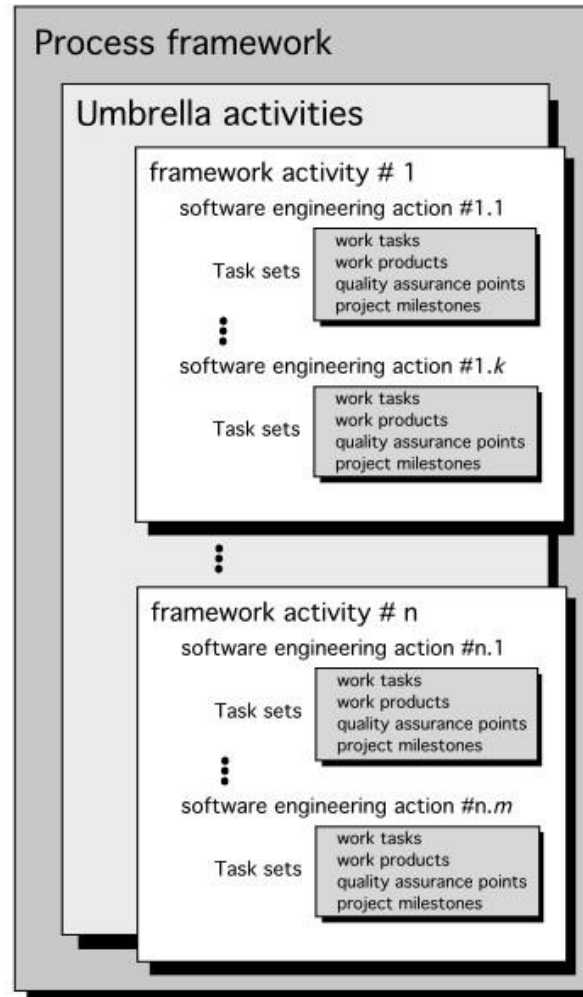 Process framework
Umbrella activities
framework activity # 1
software engineering action #1.1
Task sets
work tasks
work products
quality assurance points
project milestones
software engineering action #1.k
Task sets
work tasks
work products
quality assurance points
project milestones
framework activity # n
software engineering action #n.1
Task sets
work tasks
work products
quality assurance points
project milestones
software engineering action #n.m
Task sets
work tasks
work products
quality assurance points
project milestones